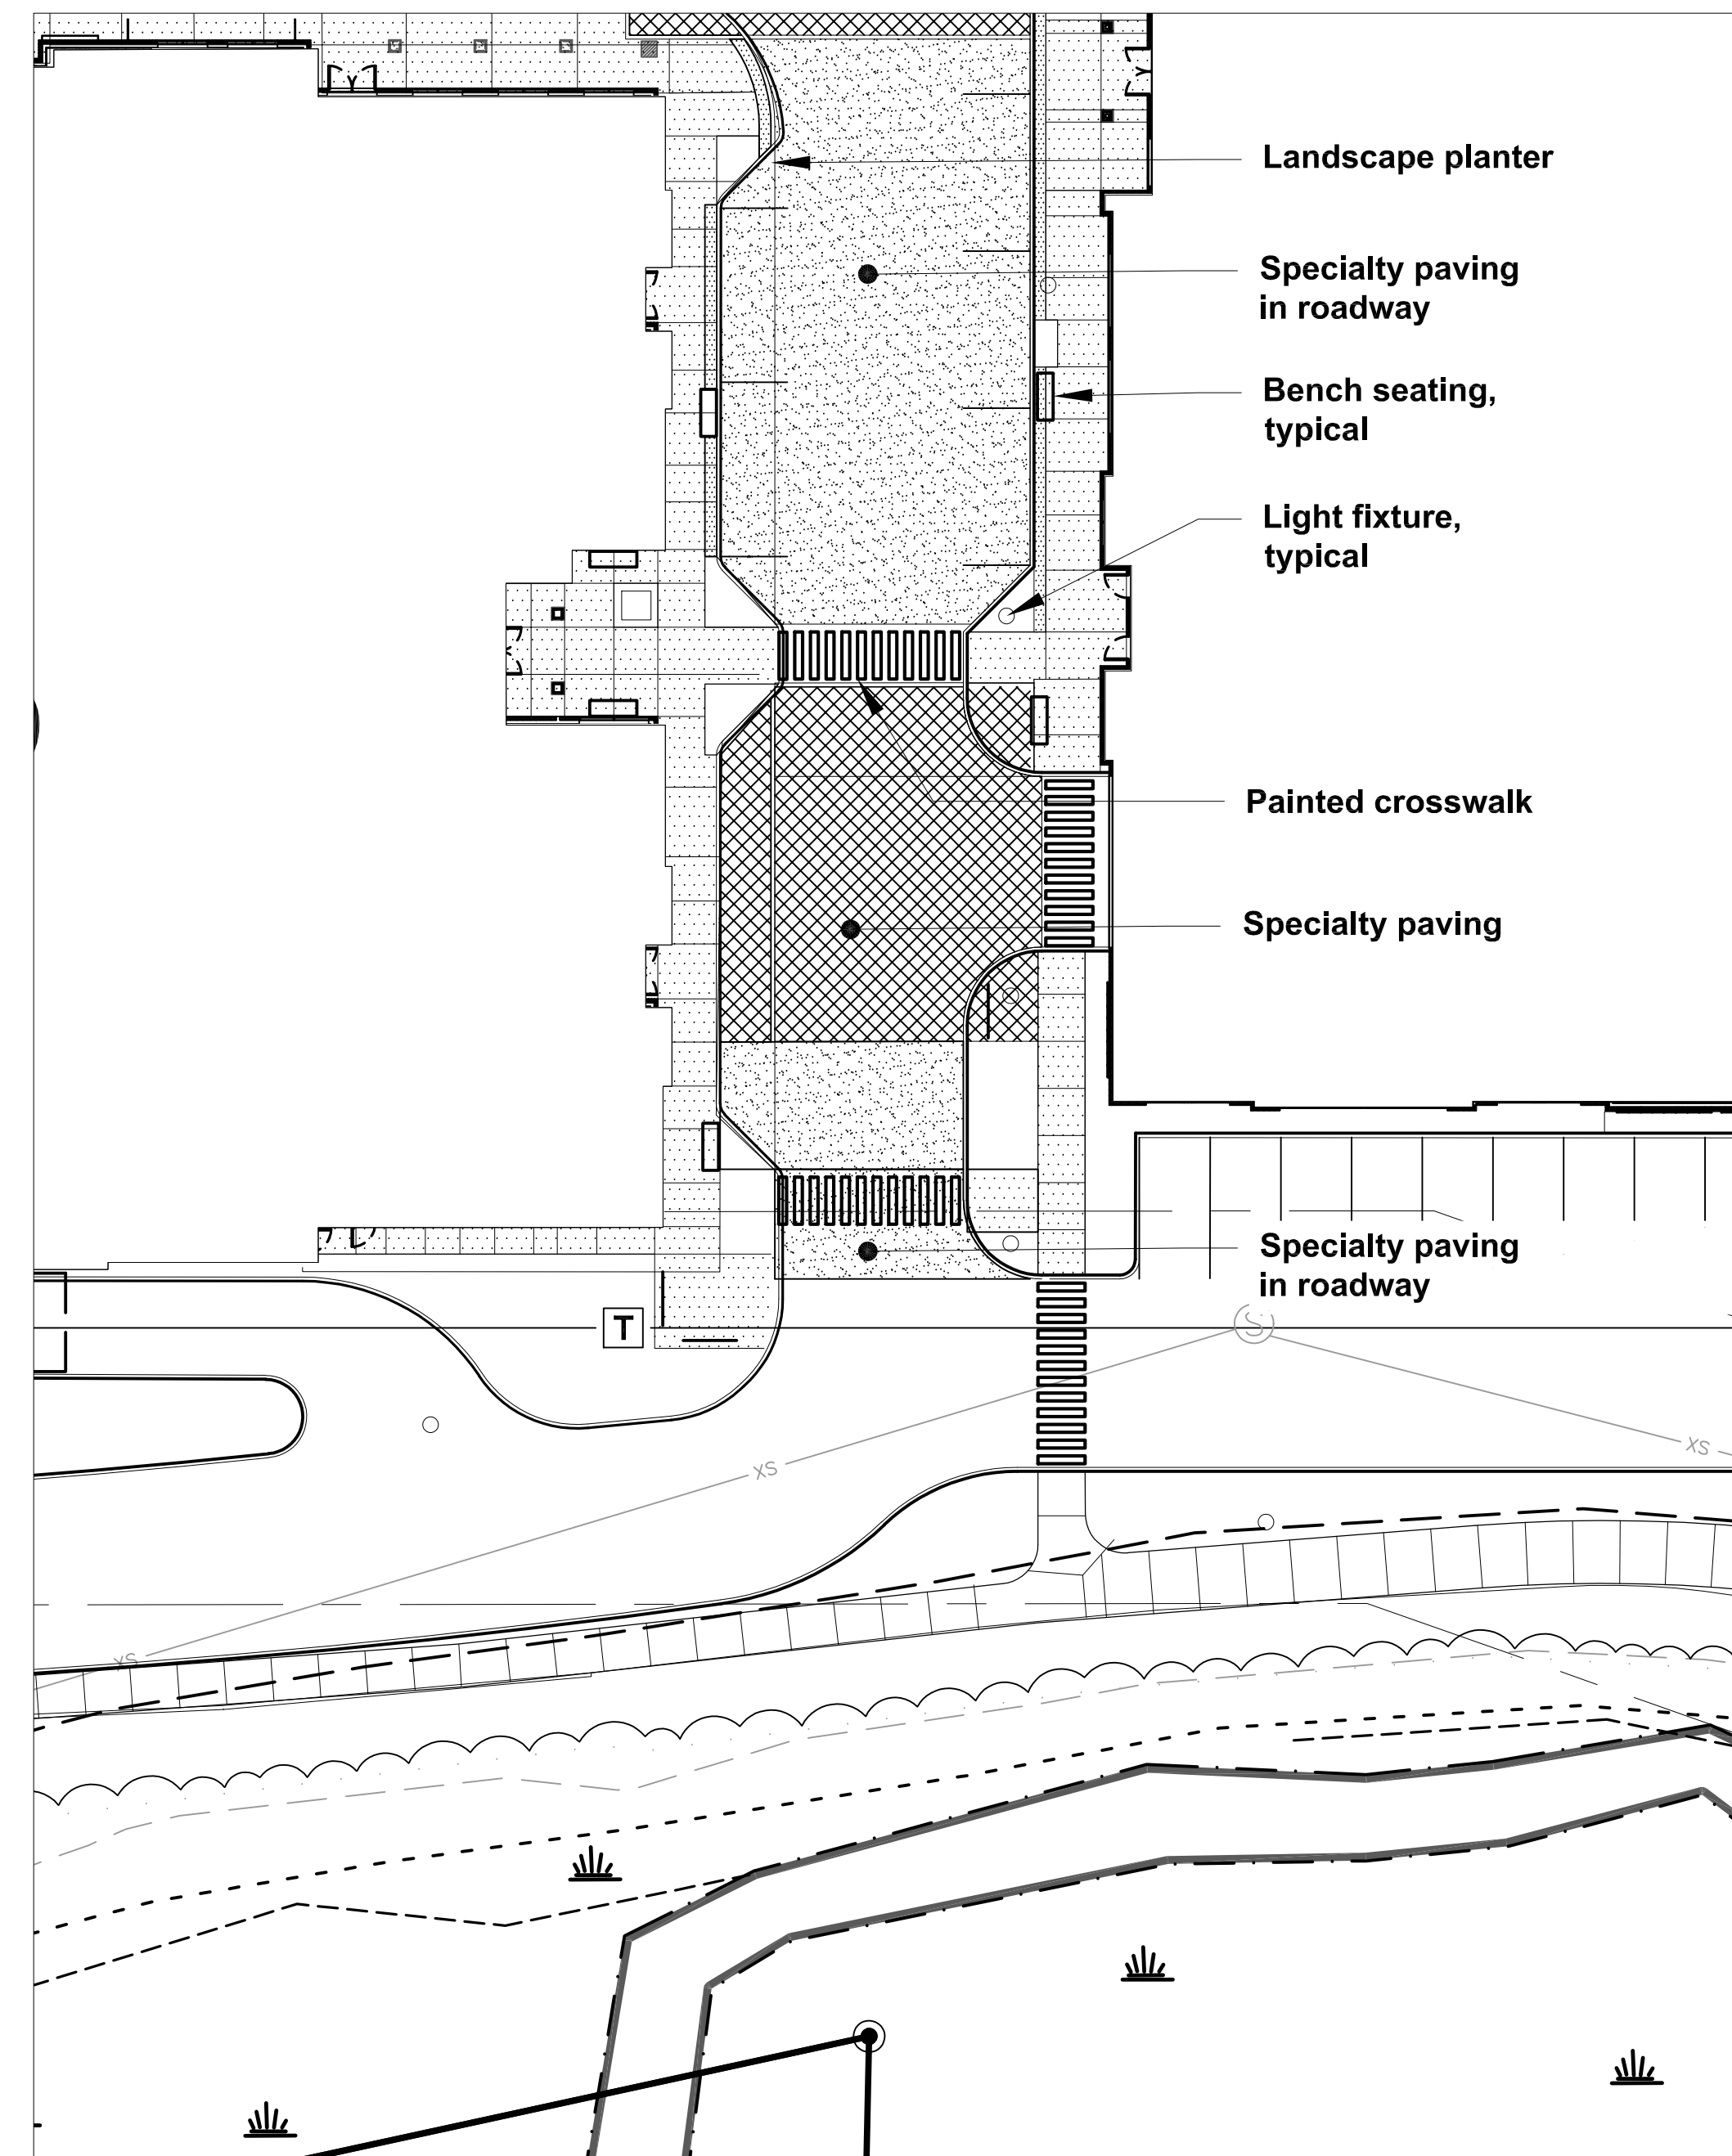 Landscape planter
Specialty paving
in roadway
Bench seating,
typical
Light fixture,
typical
Painted crosswalk
Specialty paving
Specialty paving
in roadway
T
S
XS
XS
XS